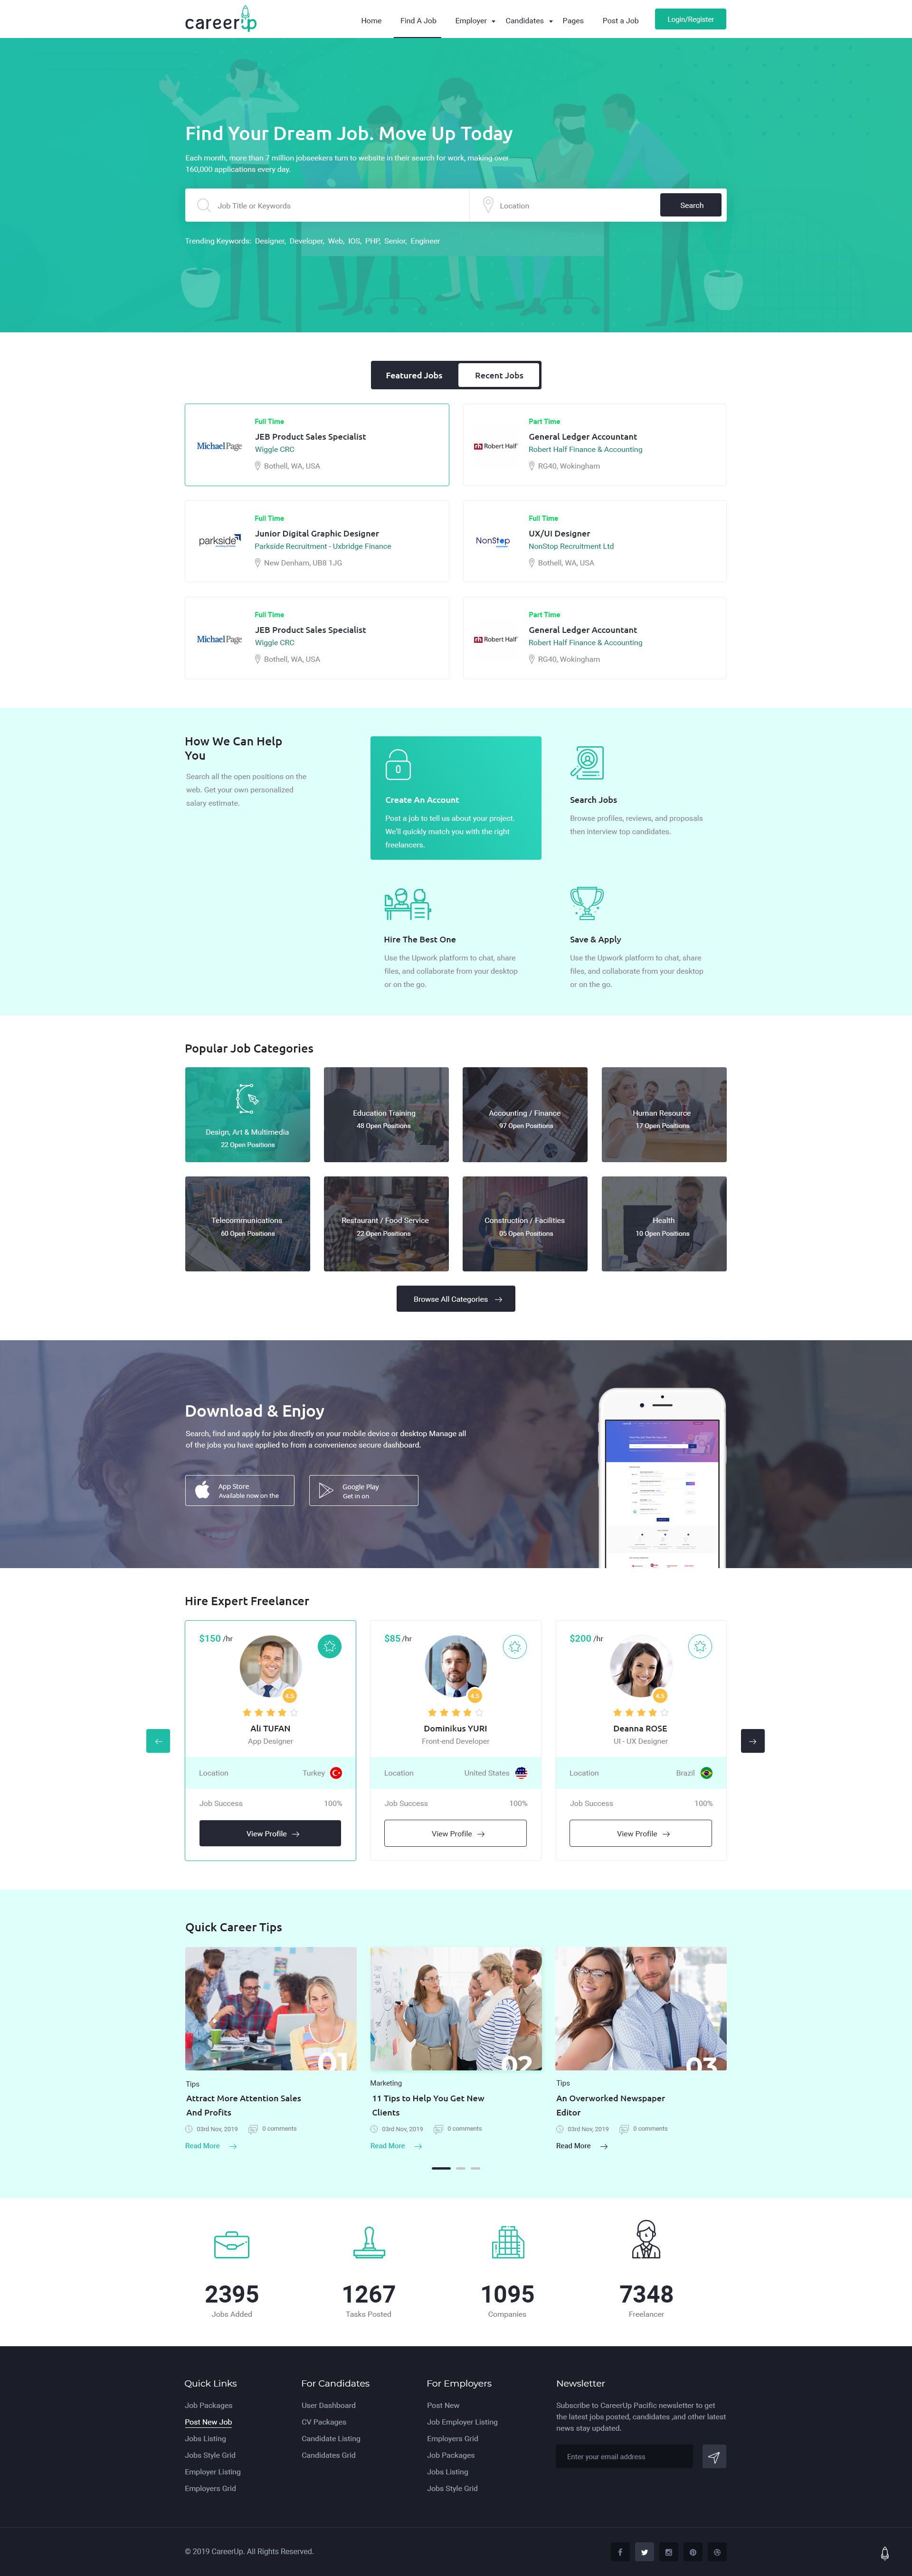 careerup
Home Find A Job Employer Candidates Pages Post a Job Login/Register
Find Your Dream Job. Move Up Today
Each month, more than 7 million jobseekers turn to website in their search for work, making over
160,000 applications every day.
Job Title or Keywords Location Search
Trending Keywords: Designer, Developer, Web, IOS, PHP, Senior, Engineer
Featured Jobs Recent Jobs
Full Time
MichaelPage
JEB Product Sales Specialist
Wiggle CRC
Bothell, WA, USA
Part Time
Robert Half
General Ledger Accountant
Robert Half Finance & Accounting
RG40, Wokingham
Full Time
parkside
Junior Digital Graphic Designer
Parkside Recruitment - Uxbridge Finance
New Denham, UB8 1JG
Full Time
NonStop
UX/UI Designer
NonStop Recruitment Ltd
Bothell, WA, USA
Full Time
MichaelPage
JEB Product Sales Specialist
Wiggle CRC
Bothell, WA, USA
Part Time
Robert Half
General Ledger Accountant
Robert Half Finance & Accounting
RG40, Wokingham
How We Can Help
You
Search all the open positions on the
web. Get your own personalized
salary estimate.
Create An Account
Post a job to tell us about your project.
We'll quickly match you with the right
freelancers.
Search Jobs
Browse profiles, reviews, and proposals
then interview top candidates.
Hire The Best One
Use the Upwork platform to chat, share
files, and collaborate from your desktop
or on the go.
Save & Apply
Use the Upwork platform to chat, share
files, and collaborate from your desktop
or on the go.
Popular Job Categories
Design, Art & Multimedia
22 Open Positions
Education Training
48 Open Positions
Accounting / Finance
97 Open Positions
Human Resource
17 Open Positions
Telecommunications
60 Open Positions
Restaurant / Food Service
22 Open Positions
Construction / Facilities
05 Open Positions
Health
10 Open Positions
Browse All Categories
Download & Enjoy
Search, find and apply for jobs directly on your mobile device or desktop Manage all
of the jobs you have applied to from a convenience secure dashboard.
App Store
Available now on the
Google Play
Get in on
Hire Expert Freelancer
$150 /hr
4.5
Ali TUFAN
App Designer
Location Turkey
Job Success 100%
View Profile
$85 /hr
4.5
Dominikus YURI
Front-end Developer
Location United States
Job Success 100%
View Profile
$200 /hr
4.5
Deanna ROSE
UI - UX Designer
Location Brazil
Job Success 100%
View Profile
Quick Career Tips
01
Tips
Attract More Attention Sales
And Profits
03rd Nov, 2019 0 comments
Read More
02
Marketing
11 Tips to Help You Get New
Clients
03rd Nov, 2019 0 comments
Read More
03
Tips
An Overworked Newspaper
Editor
03rd Nov, 2019 0 comments
Read More
2395
Jobs Added
1267
Tasks Posted
1095
Companies
7348
Freelancer
Quick Links
Job Packages
Post New Job
Jobs Listing
Jobs Style Grid
Employer Listing
Employers Grid
For Candidates
User Dashboard
CV Packages
Candidate Listing
Candidates Grid
For Employers
Post New
Job Employer Listing
Employers Grid
Job Packages
Jobs Listing
Jobs Style Grid
Newsletter
Subscribe to CareerUp Pacific newsletter to get
the latest jobs posted, candidates ,and other latest
news stay updated.
Enter your email address
© 2019 CareerUp. All Rights Reserved.